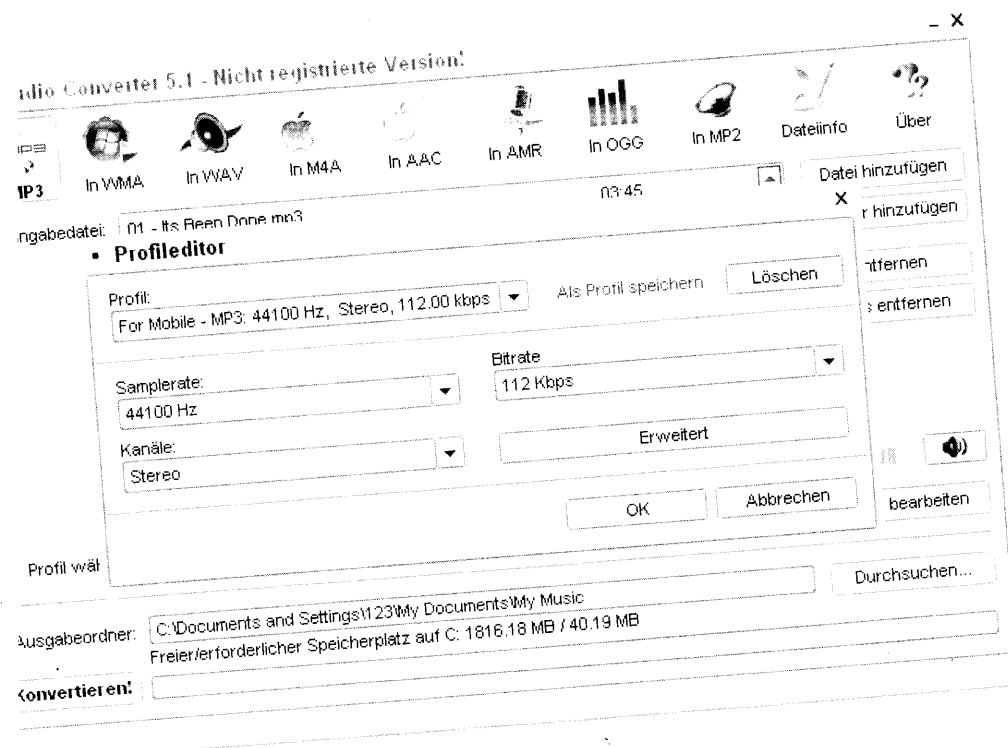 udio Converter 5.1 - Nicht registrierte Version!
MP3
MP3
In WMA
In WAV
In M4A
In AAC
In AMR
In OGG
In MP2
Dateiinfo
Über
ngabedatei:
01 - Its Been Done.mp3
03:45
Datei hinzufügen
r hinzufügen
ntfernen
s entfernen
Profileditor
Profil:
For Mobile - MP3: 44100 Hz, Stereo, 112.00 kbps
Als Profil speichern
Löschen
Samplerate:
44100 Hz
Bitrate
112 Kbps
Kanäle:
Stereo
Erweitert
OK
Abbrechen
bearbeiten
Profil wäh
Ausgabeordner:
C:\Documents and Settings\123\My Documents\My Music
Durchsuchen...
Freier/erforderlicher Speicherplatz auf C: 1816.18 MB / 40.19 MB
Konvertieren!